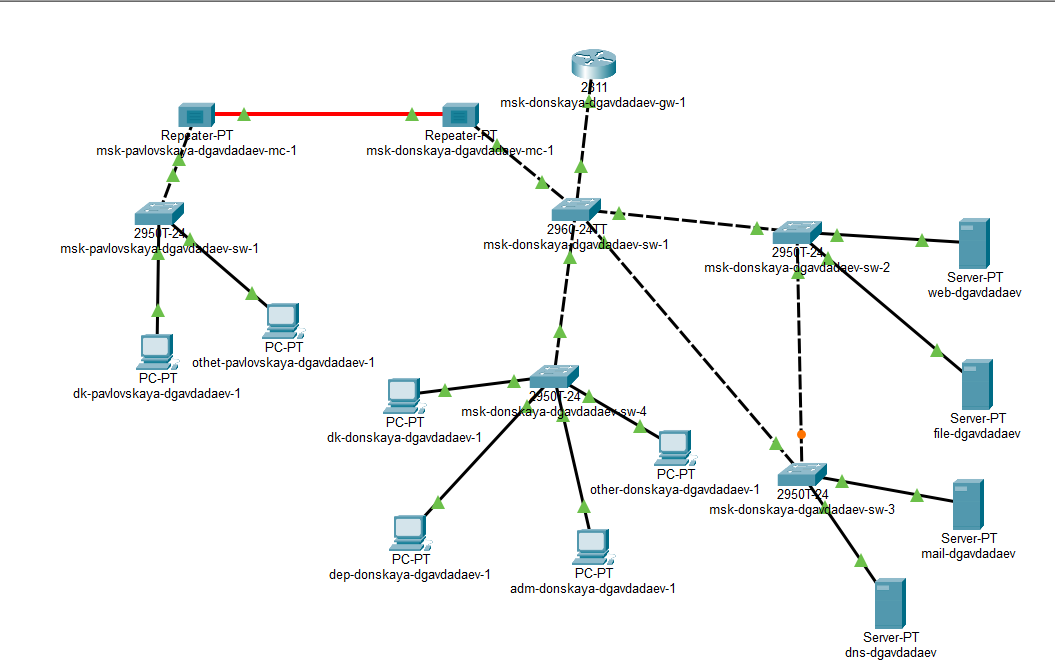 2811
msk-donskaya-dgavdadaev-gw-1
Repeater-PT
msk-pavlovskaya-dgavdadaev-mc-1
Repeater-PT
msk-donskaya-dgavdadaev-mc-1
2950T-24
msk-pavlovskaya-dgavdadaev-sw-1
2960-24TT
msk-donskaya-dgavdadaev-sw-1
2950T-24
msk-donskaya-dgavdadaev-sw-2
Server-PT
web-dgavdadaev
PC-PT
othet-pavlovskaya-dgavdadaev-1
PC-PT
dk-pavlovskaya-dgavdadaev-1
2950T-24
msk-donskaya-dgavdadaev-sw-4
PC-PT
dk-donskaya-dgavdadaev-1
Server-PT
file-dgavdadaev
PC-PT
other-donskaya-dgavdadaev-1
2950T-24
msk-donskaya-dgavdadaev-sw-3
Server-PT
mail-dgavdadaev
PC-PT
dep-donskaya-dgavdadaev-1
PC-PT
adm-donskaya-dgavdadaev-1
Server-PT
dns-dgavdadaev